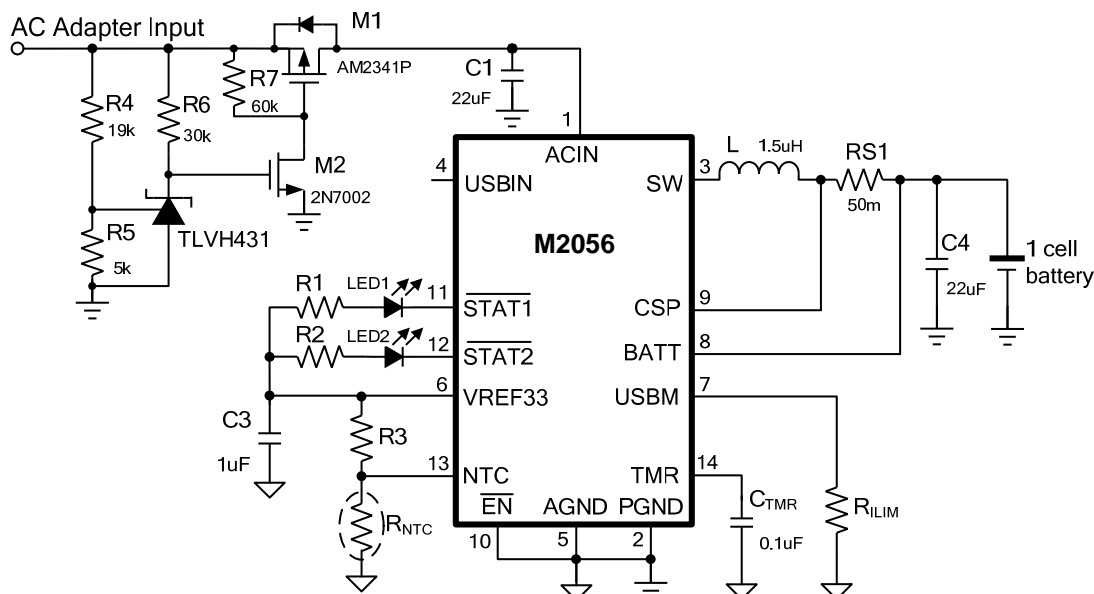 AC Adapter Input
M1
AM2341P
R7
60k
C1
22uF
R4
19k
R6
30k
M2
2N7002
R5
5k
TLVH431
1
ACIN
4
USBIN
3
SW
L
1.5uH
RS1
50m
M2056
C4
22uF
1 cell
battery
R1
LED1
11
STAT1
9
CSP
R2
LED2
12
STAT2
8
BATT
6
VREF33
7
USBM
C3
1uF
R3
13
NTC
14
TMR
RNTC
EN
AGND
PGND
10
5
2
CTMR
0.1uF
RILIM